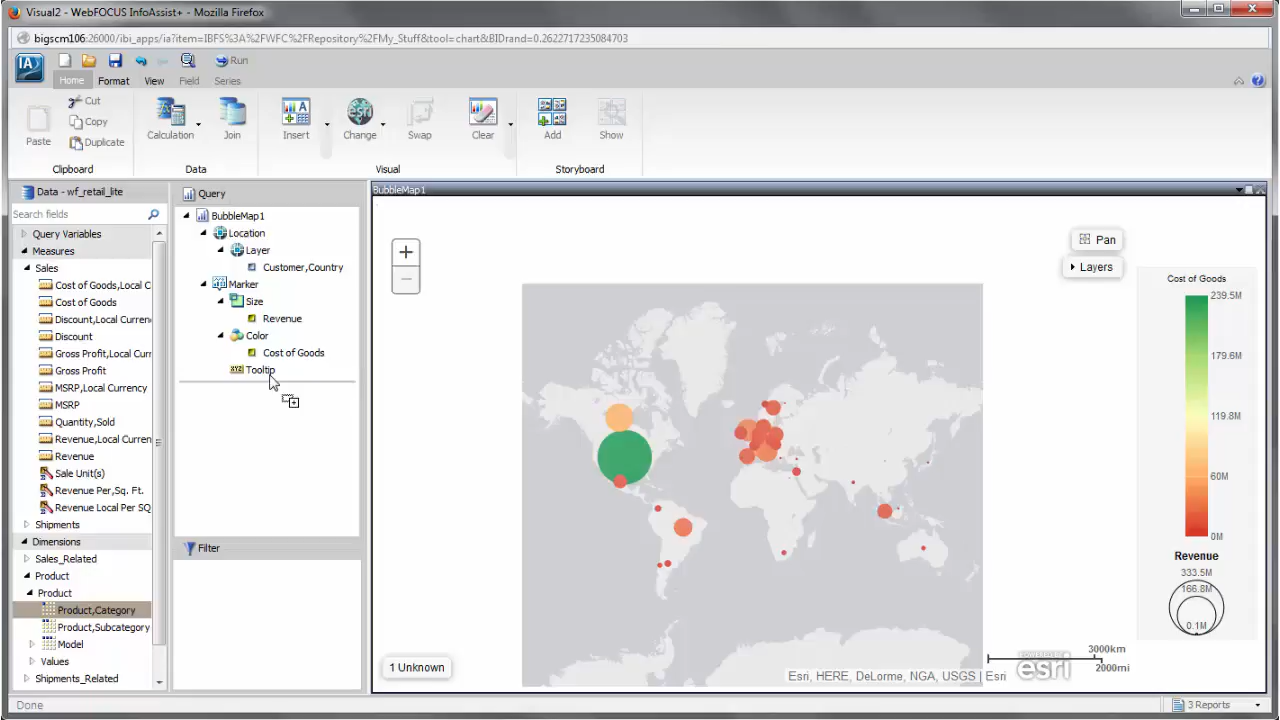 Visual2 - WebFOCUS InfoAssist+ - Mozilla Firefox
bigscm106:26000/ibi_apps/ia?item=IBFS%3A%2FWFC%2FRepository%2FMy_Stuff&tool=chart&BIDrand=0.2622717235084703
IA
Run
Home
Format
View
Field
Series
Paste
Cut
Copy
Duplicate
Calculation
Join
Insert
esri
Change
Swap
Clear
Add
Show
Clipboard
Data
Visual
Storyboard
Data - wf_retail_lite
Search fields
Query Variables
Measures
Sales
Cost of Goods,Local C
Cost of Goods
Discount,Local Curren
Discount
Gross Profit,Local Curr
Gross Profit
MSRP,Local Currency
MSRP
Quantity,Sold
Revenue,Local Curren
Revenue
Sale Unit(s)
Revenue Per,Sq. Ft.
Revenue Local Per SQ
Shipments
Dimensions
Sales_Related
Product
Product
Product,Category
Product,Subcategory
Model
Values
Shipments_Related
Query
BubbleMap1
Location
Layer
Customer,Country
Marker
Size
Revenue
Color
Cost of Goods
XYZ Tooltip
Filter
BubbleMap1
+
−
Pan
Layers
Cost of Goods
239.5M
179.6M
119.8M
60M
0M
Revenue
333.5M
166.8M
0.1M
1 Unknown
3000km
2000mi
POWERED BY
esri
Esri, HERE, DeLorme, NGA, USGS | Esri
Done
3 Reports